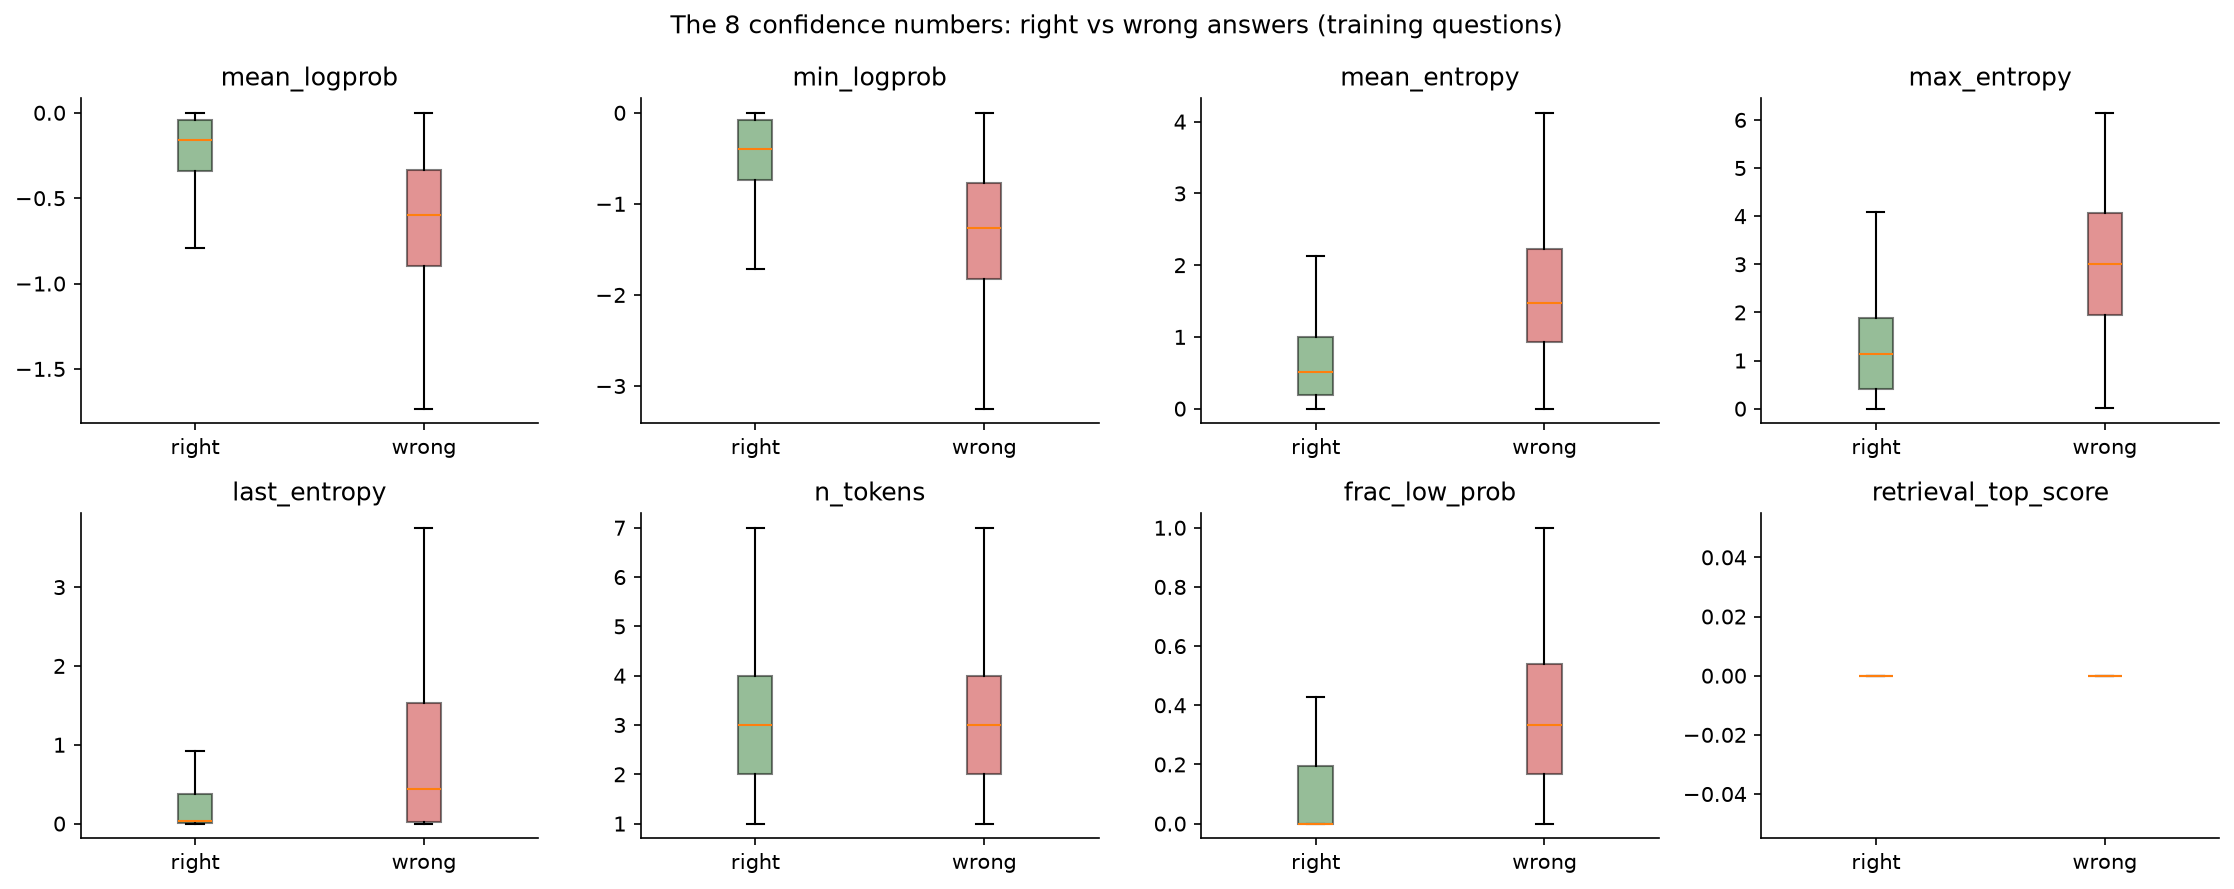 The 8 confidence numbers: right vs wrong answers (training questions)
mean_logprob
0.0
−0.5
−1.0
−1.5
right wrong
min_logprob
0
−1
−2
−3
right wrong
mean_entropy
4
3
2
1
0
right wrong
max_entropy
6
5
4
3
2
1
0
right wrong
last_entropy
3
2
1
0
right wrong
n_tokens
7
6
5
4
3
2
1
right wrong
frac_low_prob
1.0
0.8
0.6
0.4
0.2
0.0
right wrong
retrieval_top_score
0.04
0.02
0.00
−0.02
−0.04
right wrong